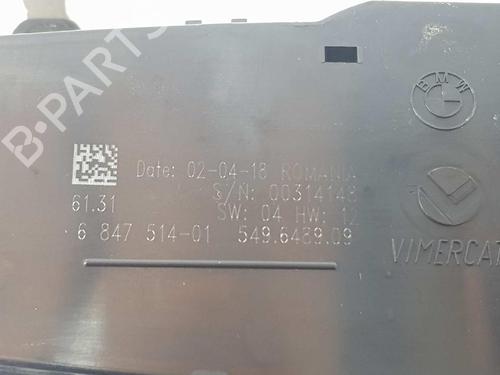 B-PARTS
BMW
Date: 02-04-18 ROMANIA
S/N: 00314148
61.31
SW: 04 HW: 12
6 847 514-01 549.6489.09
VIMERCAT